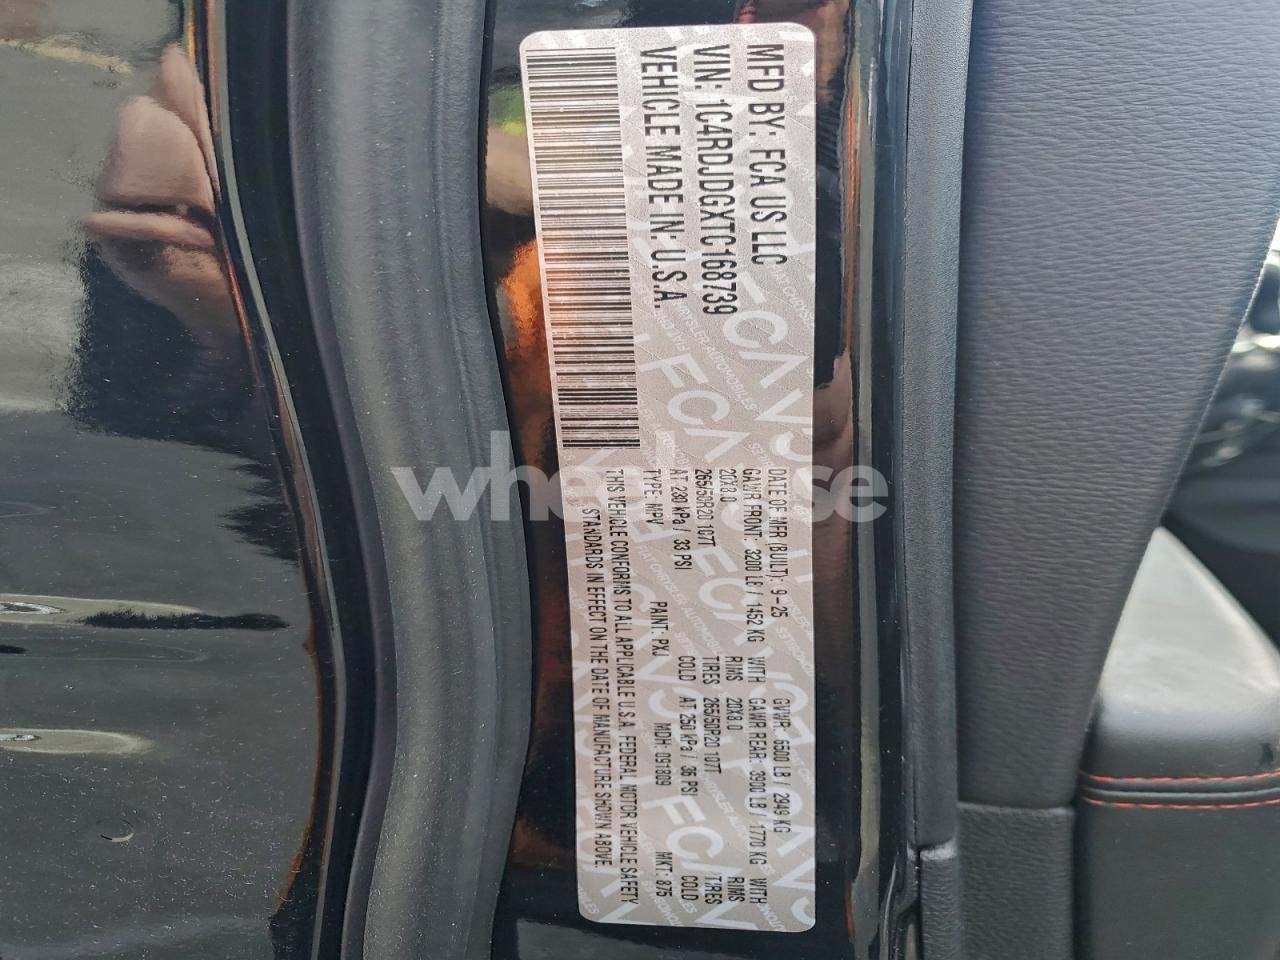 MFD BY: FCA US LLC
VIN: 1C4RDJDGXTC168739
VEHICLE MADE IN: U.S.A.
DATE OF MFR (BUILT): 9-25 GVWR: 6500 LB / 2949 KG
GAWR FRONT: 3200 LB / 1452 KG WITH GAWR REAR: 3900 LB / 1770 KG WITH
20X8.0 RIMS 20X8.0 RIMS
265/50R20 107T TIRES 265/50R20 107T TIRES
AT 230 kPa / 33 PSI COLD AT 250 kPa / 36 PSI COLD
TYPE: MPV PAINT: PXJ MDH: 091809 MKT: 875
THIS VEHICLE CONFORMS TO ALL APPLICABLE U.S.A. FEDERAL MOTOR VEHICLE SAFETY
STANDARDS IN EFFECT ON THE DATE OF MANUFACTURE SHOWN ABOVE.